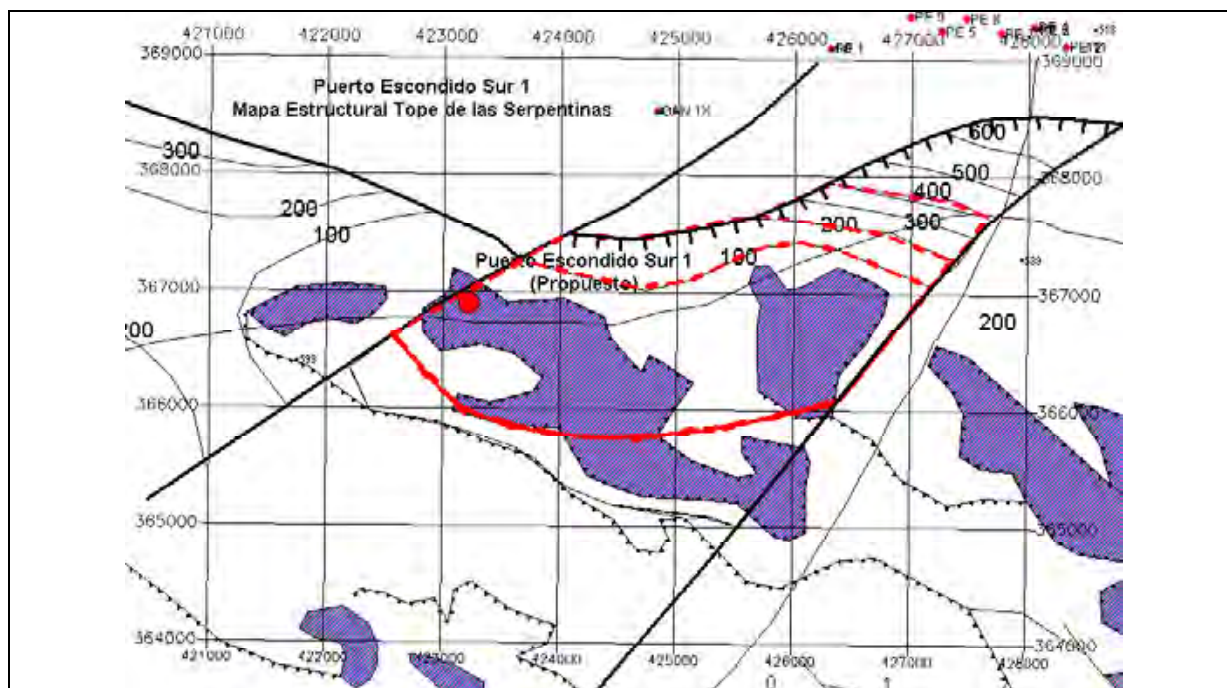 PE 9 PE X
PE 5
427000 422000 423000 424000 425000 426000 427000 428000
369000 369000
Puerto Escondido Sur 1
Mapa Estructural Tope de las Serpentinas
600
300
368000 500 368000
400
200 300
200
100 100
Puerto Escondido Sur 1
(Propuesto)
367000 367000
200 200
366000 366000
365000 365000
364000 364000
421000 422000 423000 424000 425000 426000 427000 428000
0 1